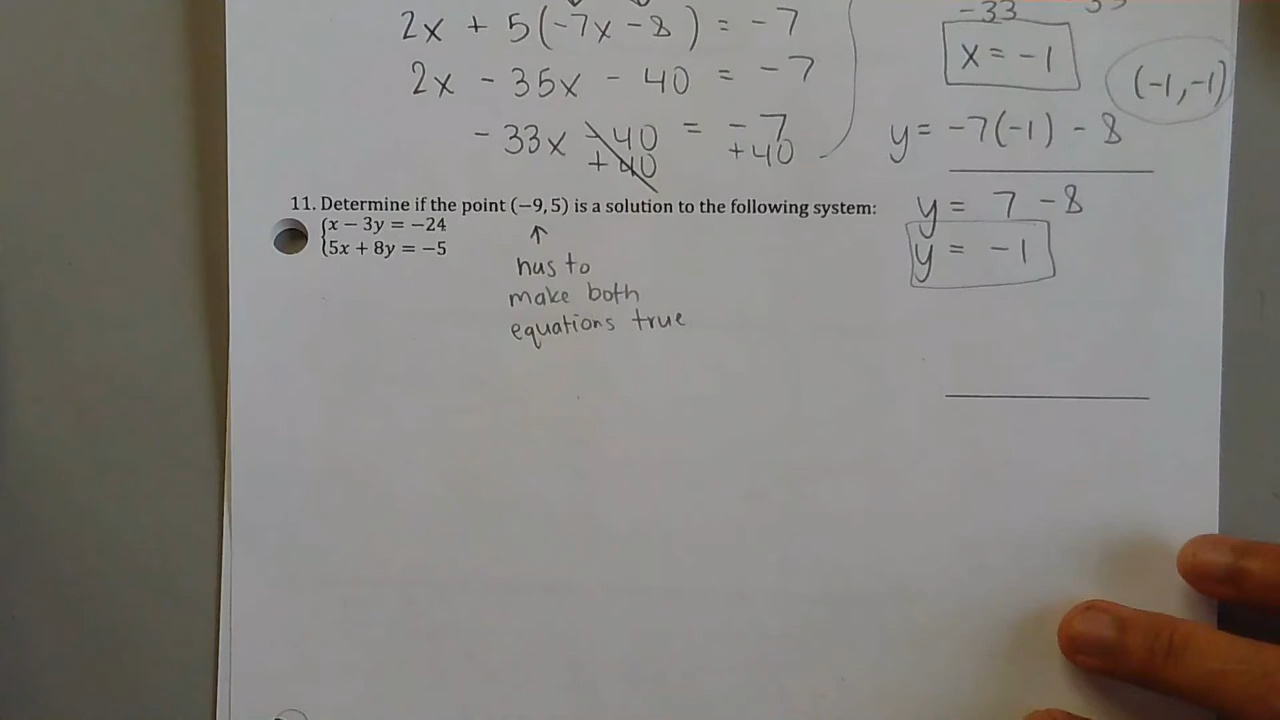 2x + 5(-7x - 8) = -7
2x - 35x - 40 = -7
-33x - 40 = -7
+ 40 + 40
-33
x = -1
(-1, -1)
y = -7(-1) - 8
y = 7 - 8
y = -1
11. Determine if the point (−9, 5) is a solution to the following system:
{x − 3y = −24
5x + 8y = −5
↑
has to
make both
equations true